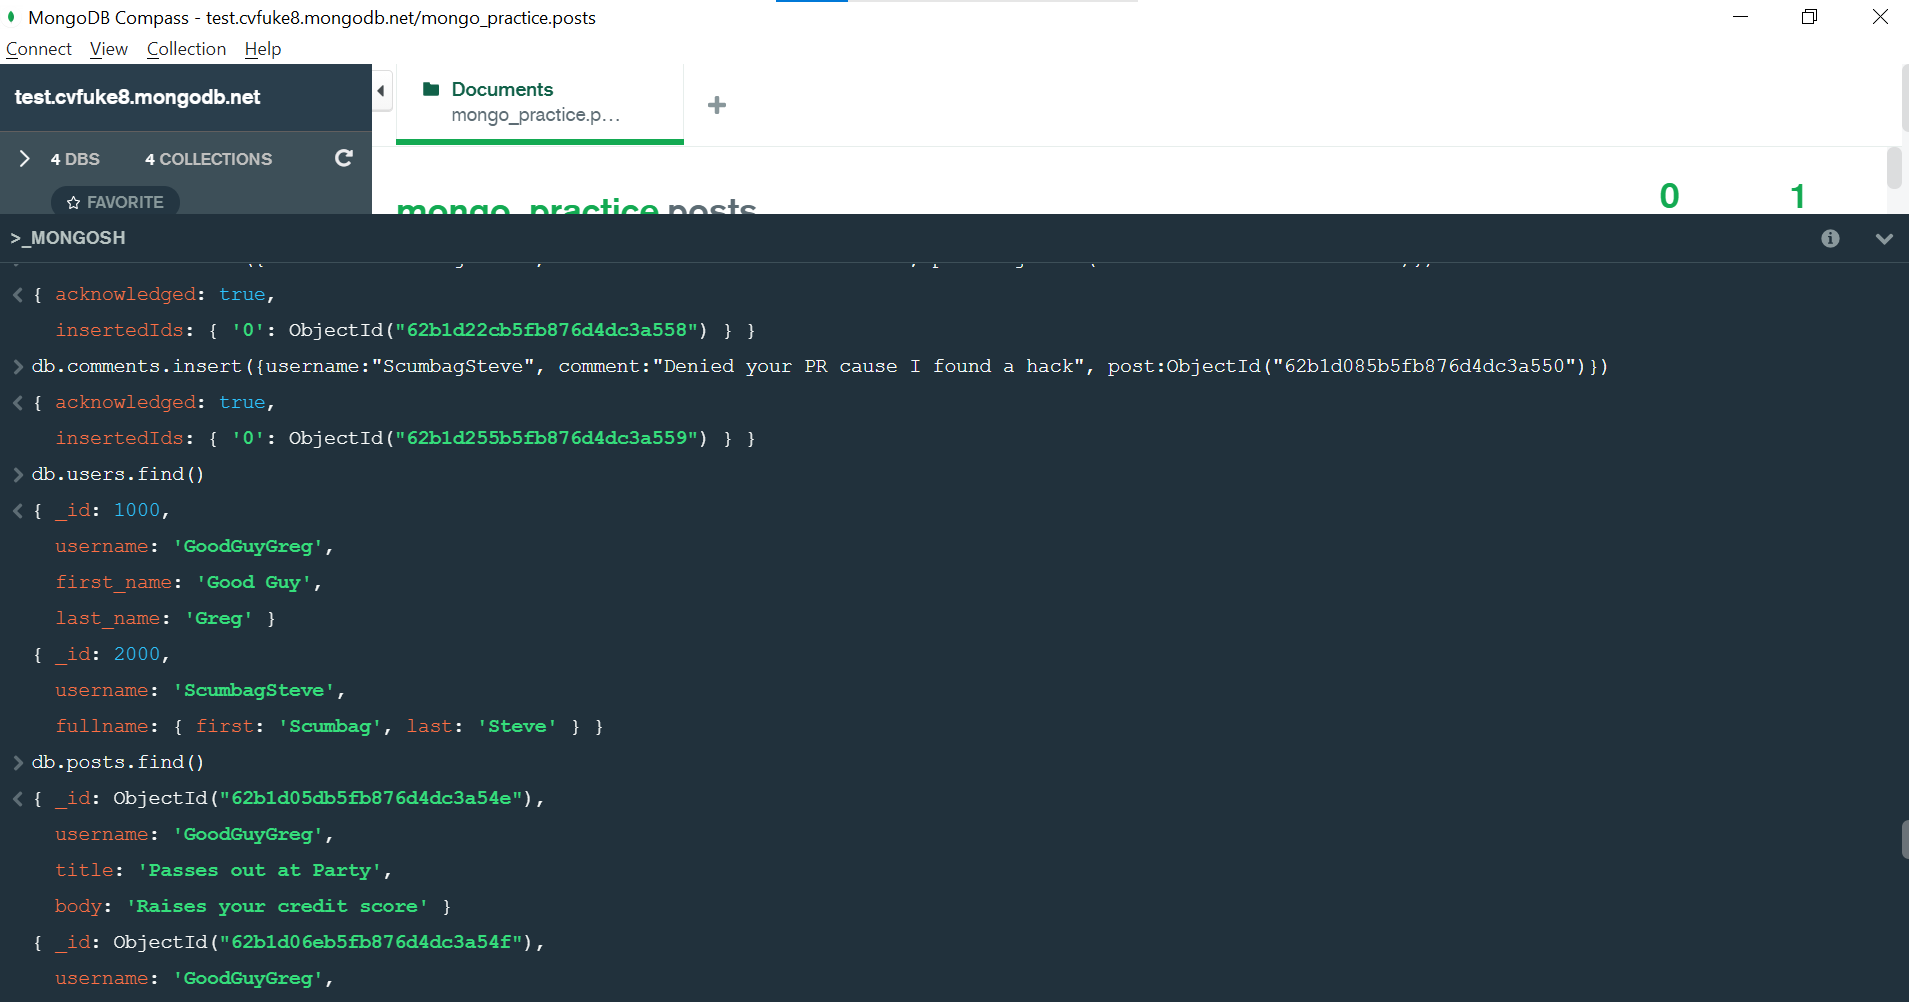 MongoDB Compass - test.cvfuke8.mongodb.net/mongo_practice.posts
Connect View Collection Help
test.cvfuke8.mongodb.net
Documents
mongo_practice.p...
4 DBS 4 COLLECTIONS
FAVORITE
mongo_practice.posts
0 1
>_MONGOSH
{ acknowledged: true,
insertedIds: { '0': ObjectId("62b1d22cb5fb876d4dc3a558") } }
db.comments.insert({username:"ScumbagSteve", comment:"Denied your PR cause I found a hack", post:ObjectId("62b1d085b5fb876d4dc3a550")})
{ acknowledged: true,
insertedIds: { '0': ObjectId("62b1d255b5fb876d4dc3a559") } }
db.users.find()
{ _id: 1000,
username: 'GoodGuyGreg',
first_name: 'Good Guy',
last_name: 'Greg' }
{ _id: 2000,
username: 'ScumbagSteve',
fullname: { first: 'Scumbag', last: 'Steve' } }
db.posts.find()
{ _id: ObjectId("62b1d05db5fb876d4dc3a54e"),
username: 'GoodGuyGreg',
title: 'Passes out at Party',
body: 'Raises your credit score' }
{ _id: ObjectId("62b1d06eb5fb876d4dc3a54f"),
username: 'GoodGuyGreg',